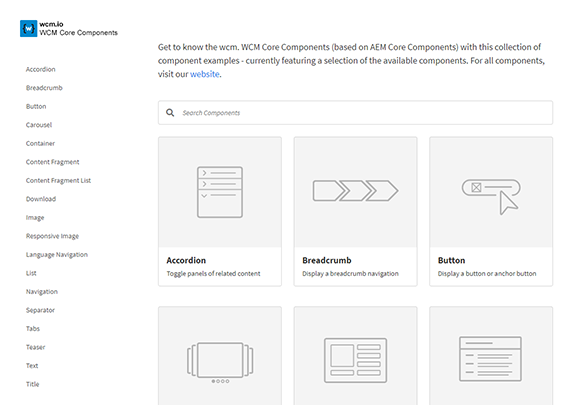 wcm.io
WCM Core Components
Accordion
Breadcrumb
Button
Carousel
Container
Content Fragment
Content Fragment List
Download
Image
Responsive Image
Language Navigation
List
Navigation
Separator
Tabs
Teaser
Text
Title
Get to know the wcm. WCM Core Components (based on AEM Core Components) with this collection of
component examples - currently featuring a selection of the available components. For all components,
visit our website.
Search Components
Accordion
Toggle panels of related content
Breadcrumb
Display a breadcrumb navigation
Button
Display a button or anchor button